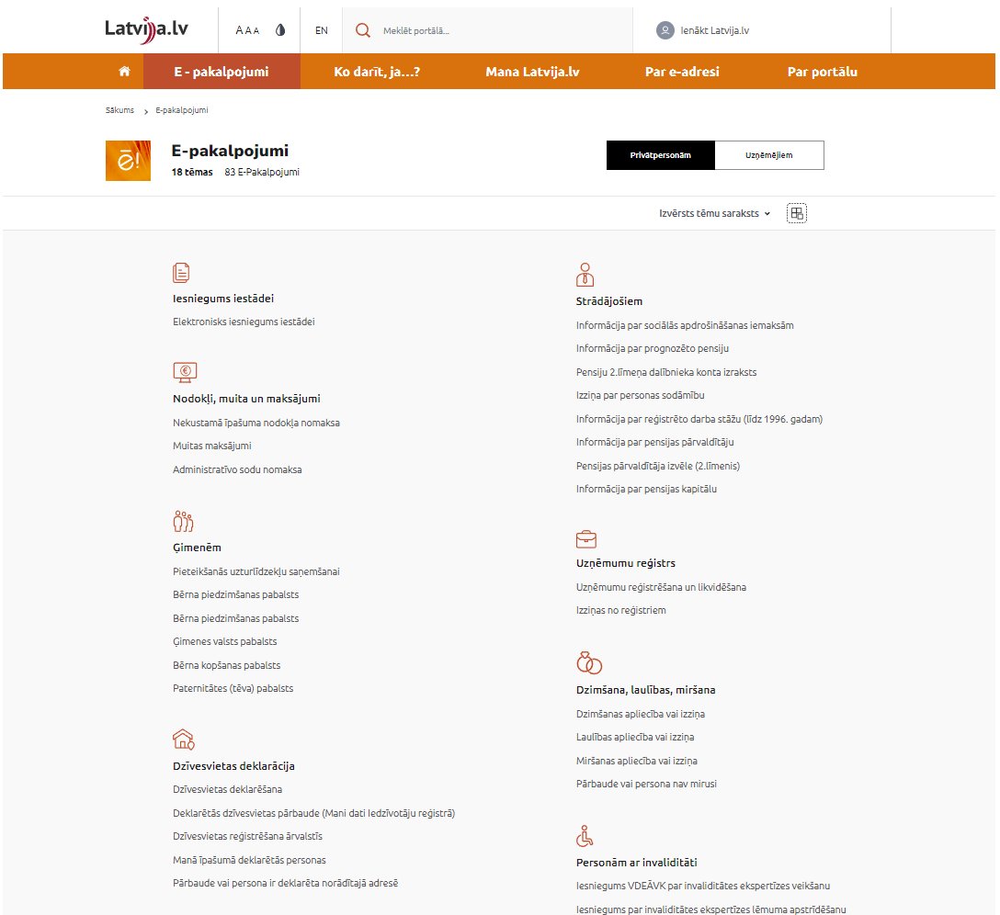 Latvija.lv
A A A
EN
Meklēt portālā...
Ienākt Latvija.lv
E - pakalpojumi
Ko darīt, ja...?
Mana Latvija.lv
Par e-adresi
Par portālu
Sākums > E-pakalpojumi
ē!
E-pakalpojumi
18 tēmas 83 E-Pakalpojumi
Privātpersonām
Uzņēmējiem
Izvērsts tēmu saraksts
Iesniegums iestādei
Elektronisks iesniegums iestādei
Nodokļi, muita un maksājumi
Nekustamā īpašuma nodokļa nomaksa
Muitas maksājumi
Administratīvo sodu nomaksa
Ģimenēm
Pieteikšanās uzturlīdzekļu saņemšanai
Bērna piedzimšanas pabalsts
Bērna piedzimšanas pabalsts
Ģimenes valsts pabalsts
Bērna kopšanas pabalsts
Paternitātes (tēva) pabalsts
Dzīvesvietas deklarācija
Dzīvesvietas deklarēšana
Deklarētās dzīvesvietas pārbaude (Mani dati Iedzīvotāju reģistrā)
Dzīvesvietas reģistrēšana ārvalstīs
Manā īpašumā deklarētās personas
Pārbaude vai persona ir deklarēta norādītajā adresē
Strādājošiem
Informācija par sociālās apdrošināšanas iemaksām
Informācija par prognozēto pensiju
Pensiju 2.līmeņa dalībnieka konta izraksts
Izziņa par personas sodāmību
Informācija par reģistrēto darba stāžu (līdz 1996. gadam)
Informācija par pensijas pārvaldītāju
Pensijas pārvaldītāja izvēle (2.līmenis)
Informācija par pensijas kapitālu
Uzņēmumu reģistrs
Uzņēmumu reģistrēšana un likvidēšana
Izziņas no reģistriem
Dzimšana, laulības, miršana
Dzimšanas apliecība vai izziņa
Laulības apliecība vai izziņa
Miršanas apliecība vai izziņa
Pārbaude vai persona nav mirusi
Personām ar invaliditāti
Iesniegums VDEĀVK par invaliditātes ekspertīzes veikšanu
Iesniegums par invaliditātes ekspertīzes lēmuma apstrīdēšanu